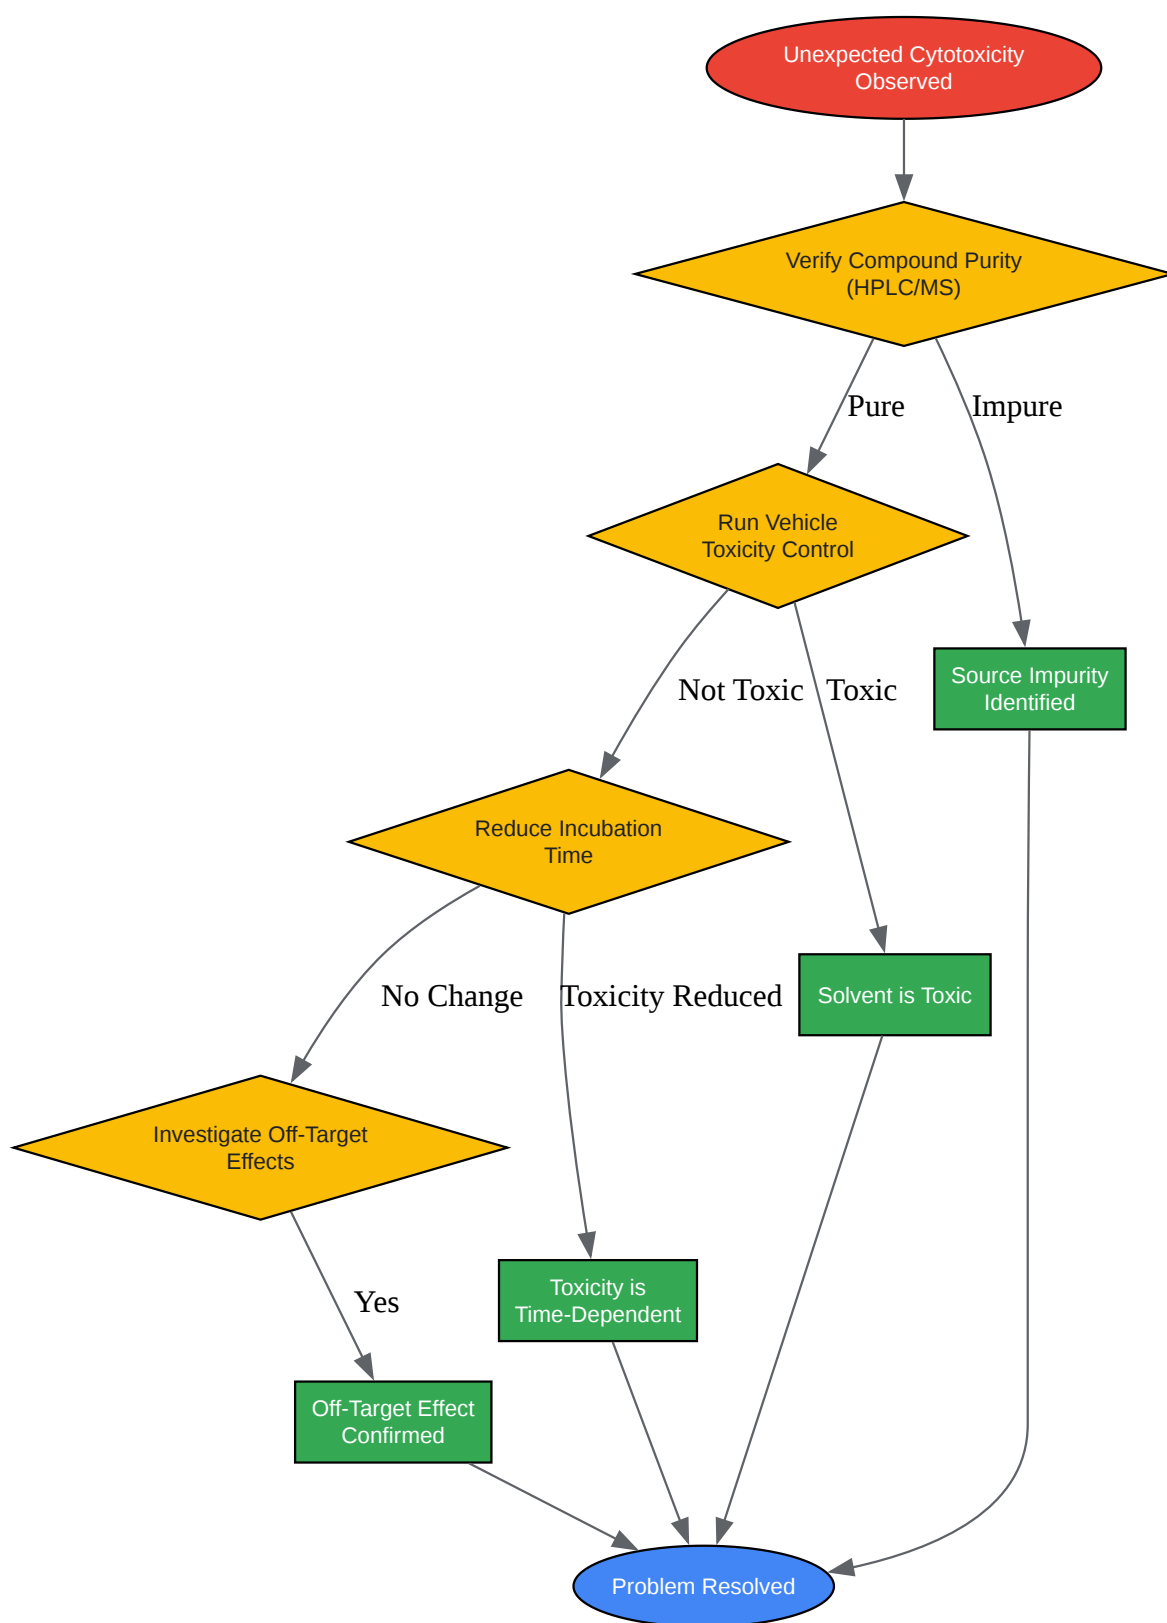 Unexpected Cytotoxicity
Observed
Verify Compound Purity
(HPLC/MS)
Pure
Impure
Run Vehicle
Toxicity Control
Source Impurity
Identified
Not Toxic
Toxic
Reduce Incubation
Time
Solvent is Toxic
No Change
Toxicity Reduced
Investigate Off-Target
Effects
Toxicity is
Time-Dependent
Yes
Off-Target Effect
Confirmed
Problem Resolved